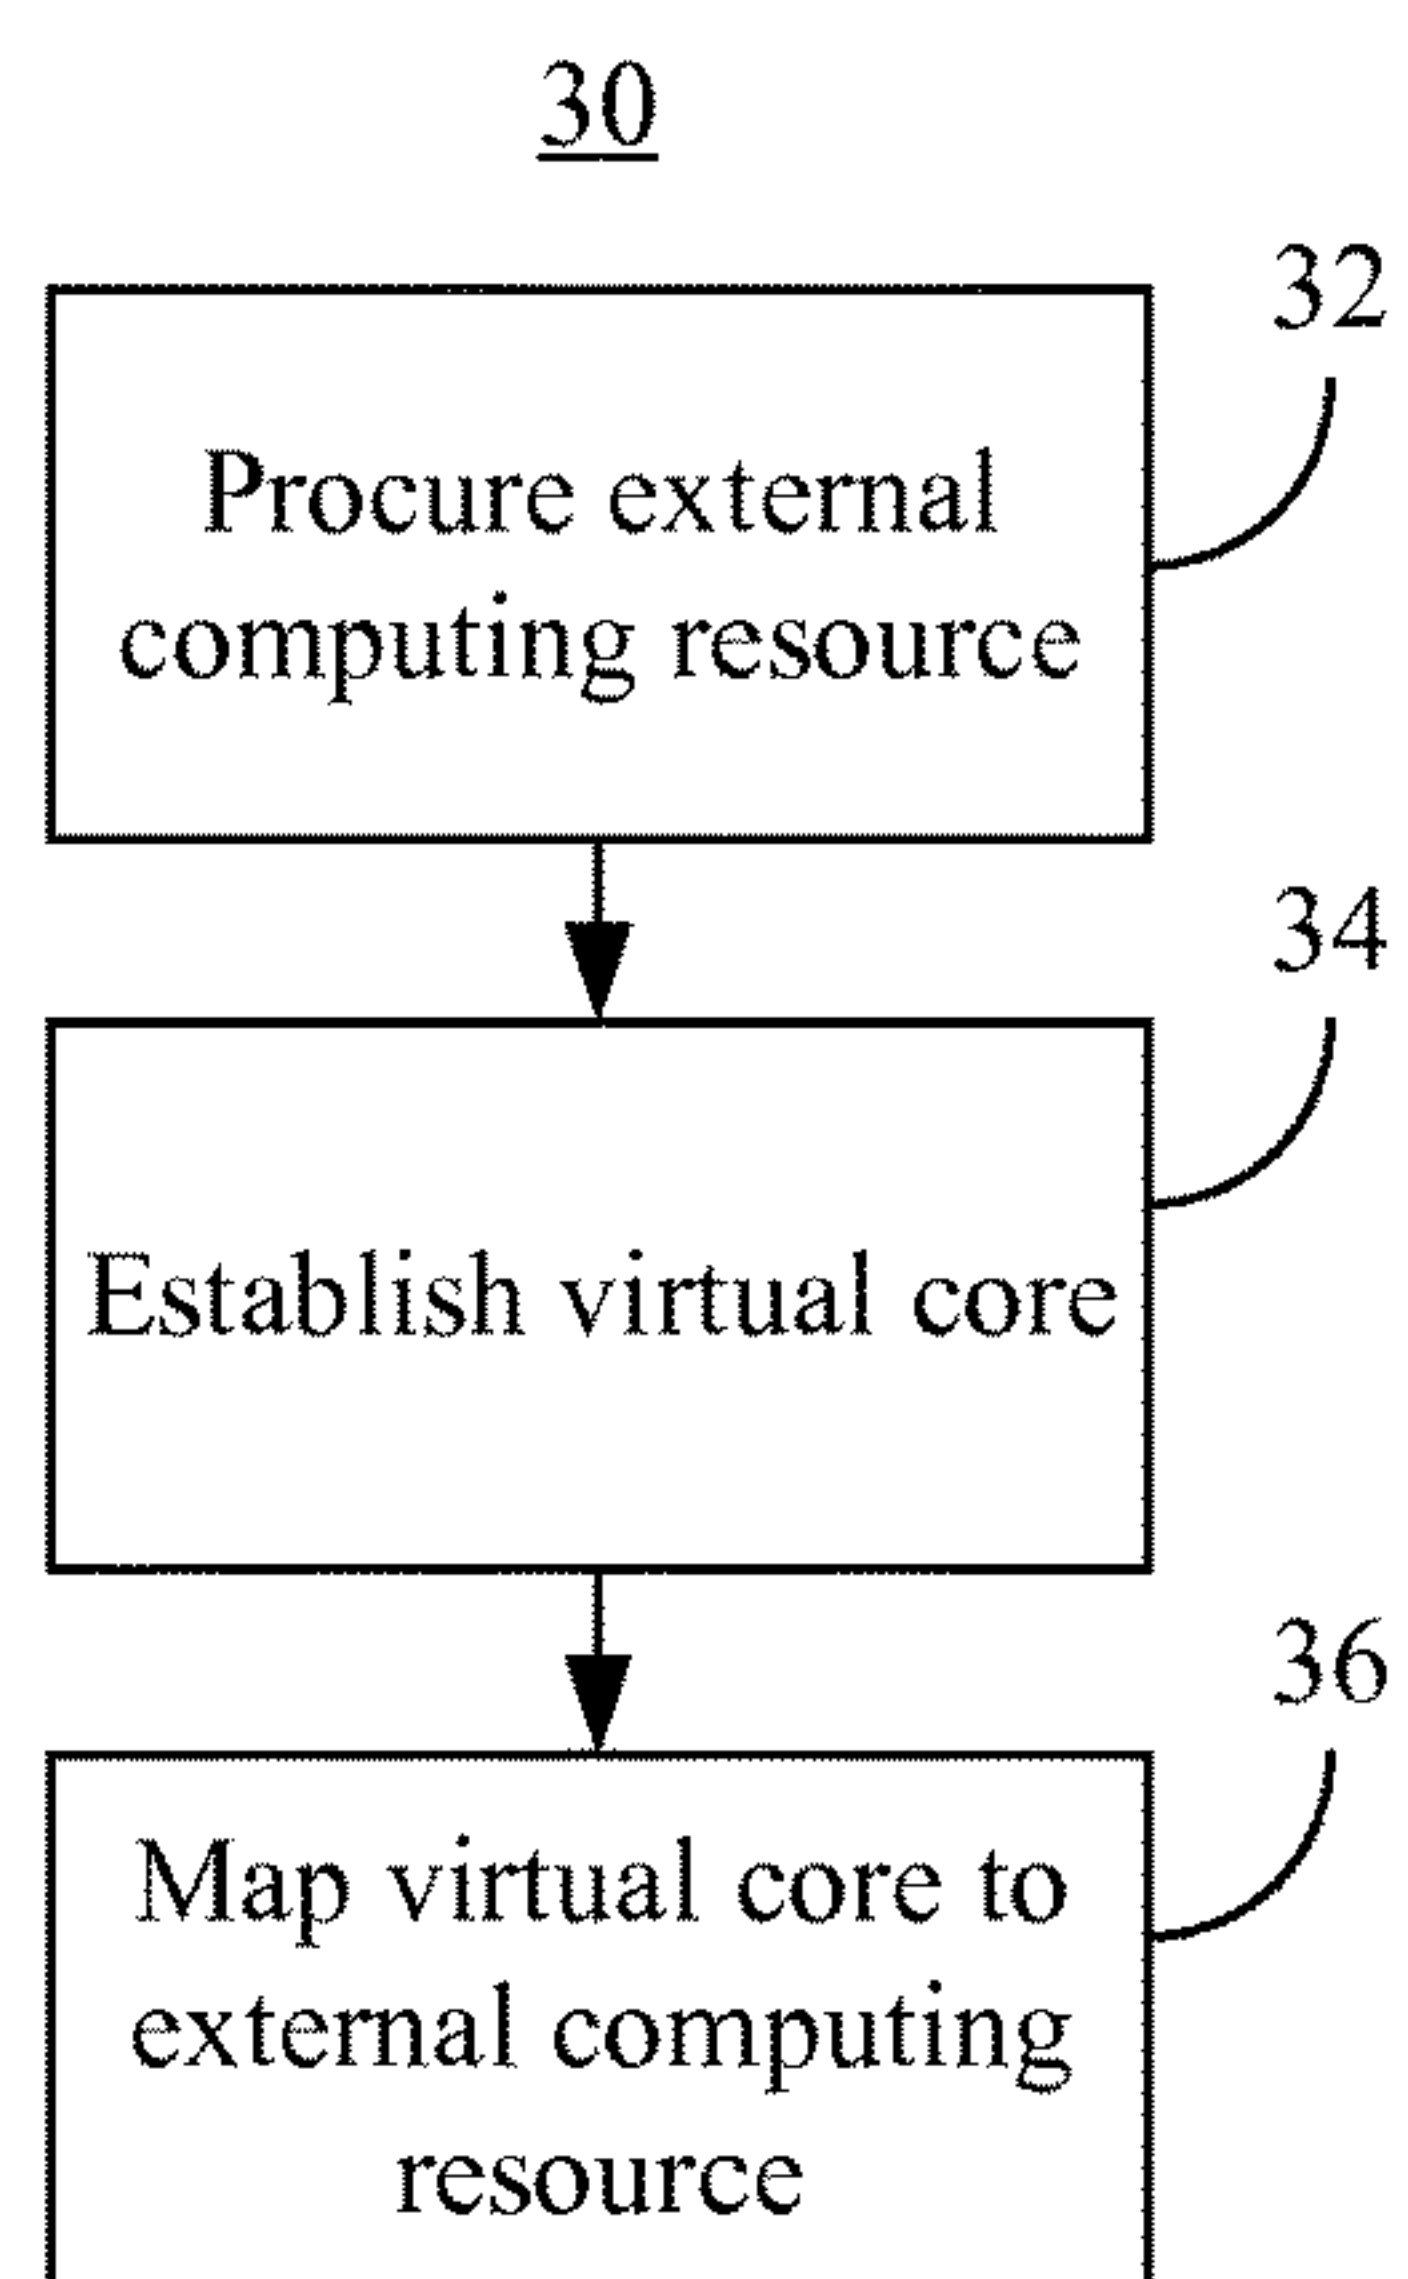 30
32
Procure external
computing resource
34
Establish virtual core
36
Map virtual core to
external computing
resource